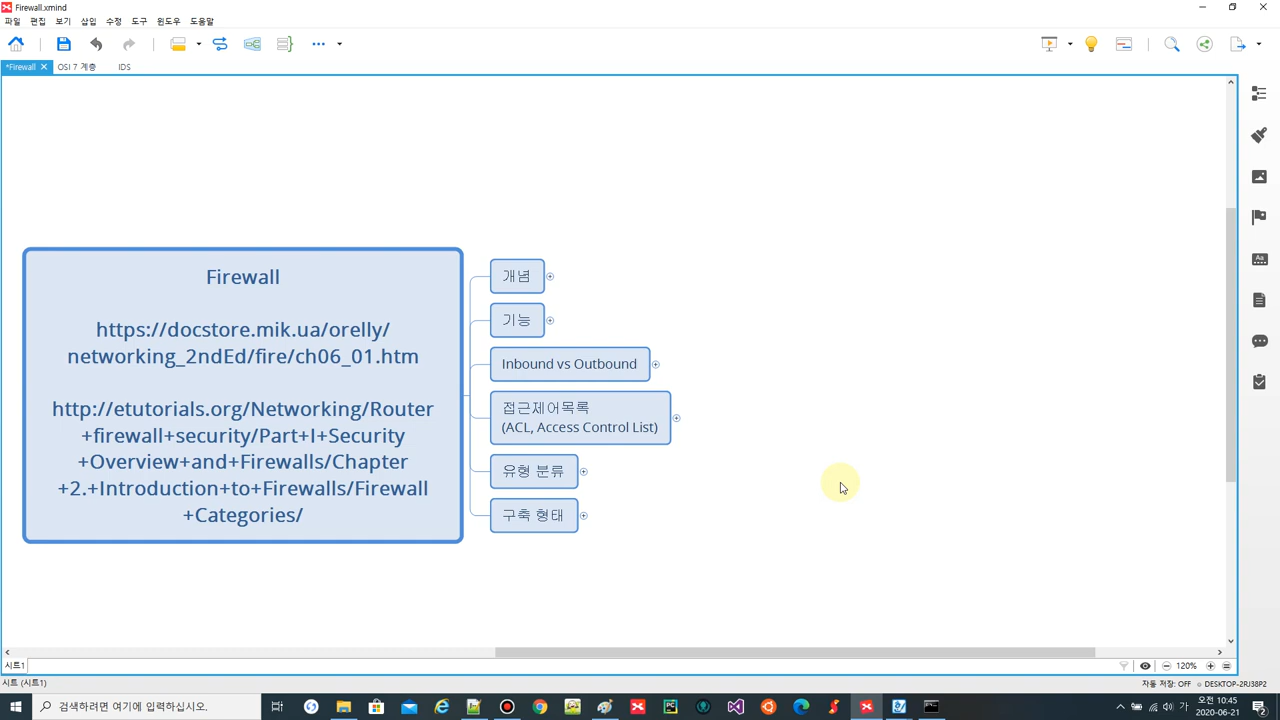 Firewall.xmind
파일 편집 보기 삽입 수정 도구 윈도우 도움말
*Firewall OSI 7 계층 IDS
Firewall
https://docstore.mik.ua/orelly/
networking_2ndEd/fire/ch06_01.htm
http://etutorials.org/Networking/Router
+firewall+security/Part+I+Security
+Overview+and+Firewalls/Chapter
+2.+Introduction+to+Firewalls/Firewall
+Categories/
개념
기능
Inbound vs Outbound
접근제어목록
(ACL, Access Control List)
유형 분류
구축 형태
시트1
120%
시트 (시트1)
자동 저장: OFF DESKTOP-2RJ38P2
검색하려면 여기에 입력하십시오.
가
오전 10:45
2020-06-21
2